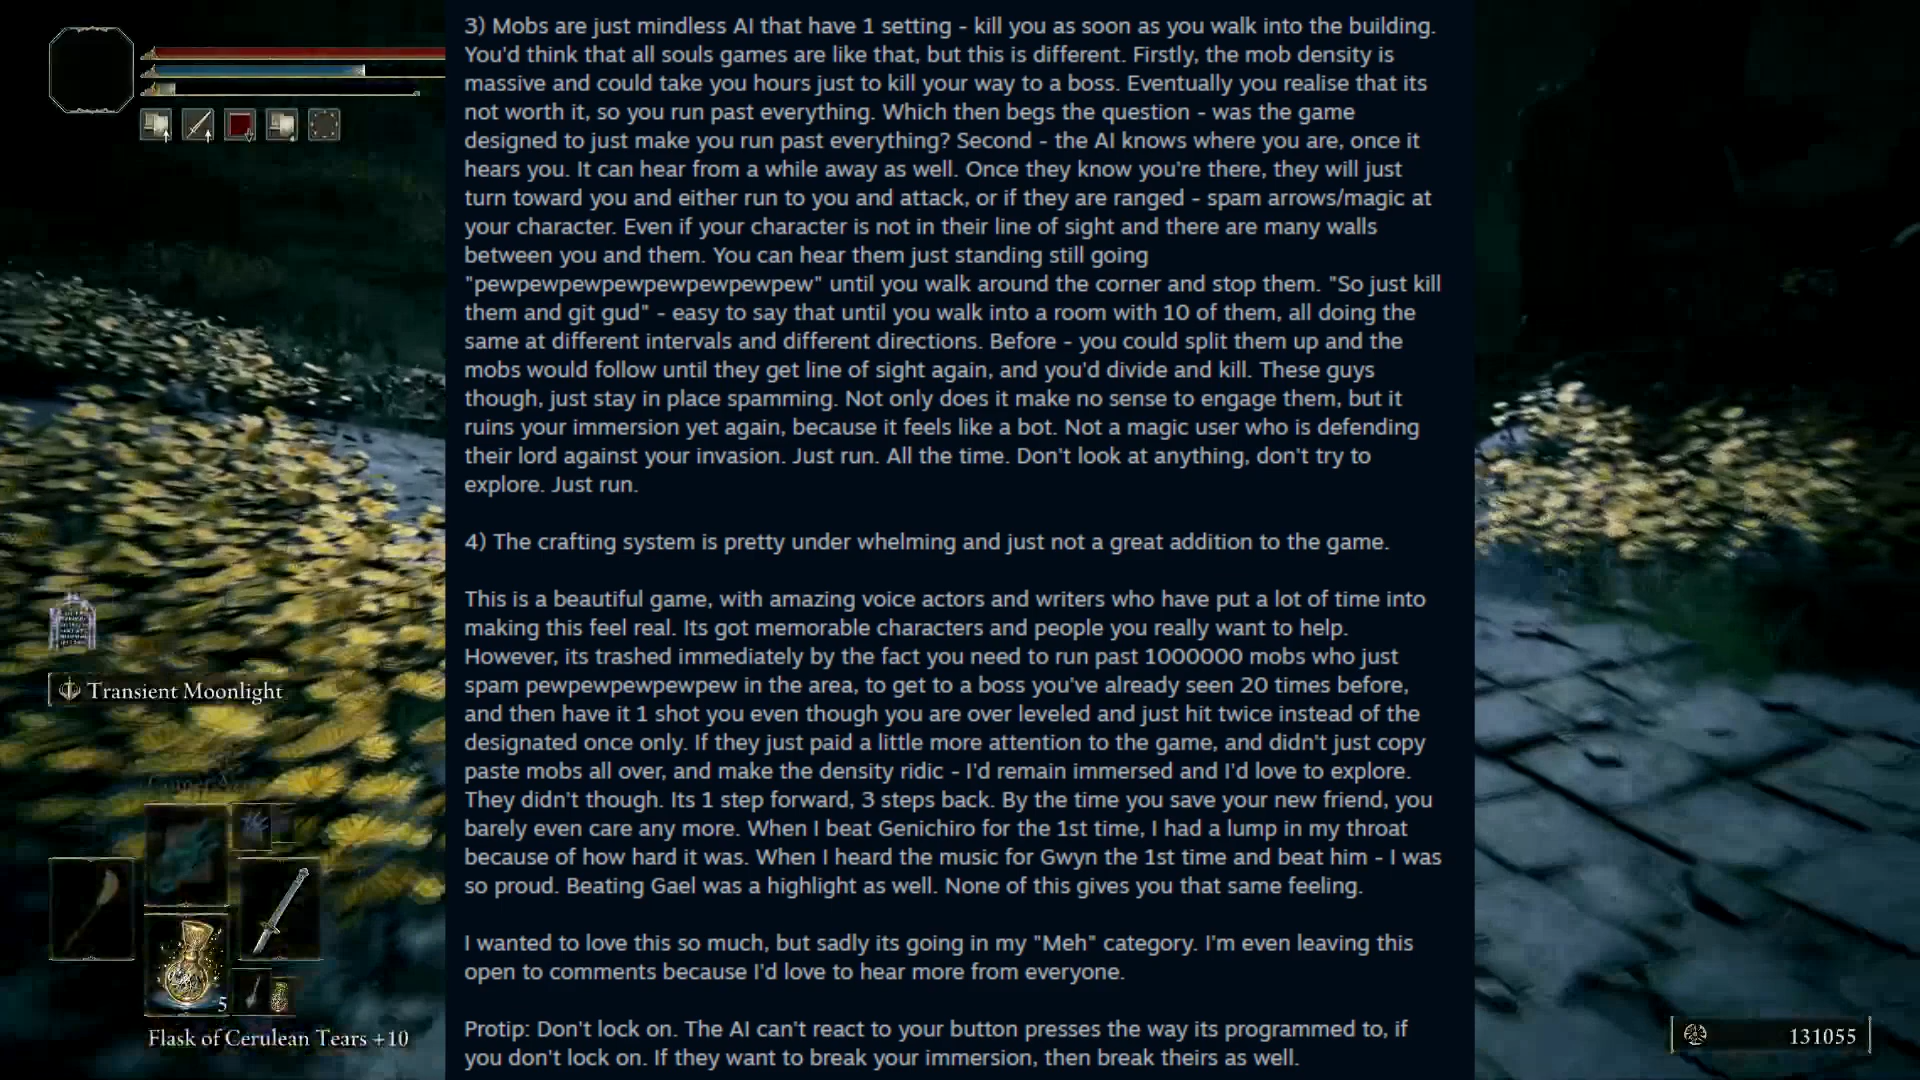 3) Mobs are just mindless AI that have 1 setting - kill you as soon as you walk into the building.
You'd think that all souls games are like that, but this is different. Firstly, the mob density is
massive and could take you hours just to kill your way to a boss. Eventually you realise that its
not worth it, so you run past everything. Which then begs the question - was the game
designed to just make you run past everything? Second - the AI knows where you are, once it
hears you. It can hear from a while away as well. Once they know you're there, they will just
turn toward you and either run to you and attack, or if they are ranged - spam arrows/magic at
your character. Even if your character is not in their line of sight and there are many walls
between you and them. You can hear them just standing still going
"pewpewpewpewpewpewpewpew" until you walk around the corner and stop them. "So just kill
them and git gud" - easy to say that until you walk into a room with 10 of them, all doing the
same at different intervals and different directions. Before - you could split them up and the
mobs would follow until they get line of sight again, and you'd divide and kill. These guys
though, just stay in place spamming. Not only does it make no sense to engage them, but it
ruins your immersion yet again, because it feels like a bot. Not a magic user who is defending
their lord against your invasion. Just run. All the time. Don't look at anything, don't try to
explore. Just run.
4) The crafting system is pretty under whelming and just not a great addition to the game.
This is a beautiful game, with amazing voice actors and writers who have put a lot of time into
making this feel real. Its got memorable characters and people you really want to help.
However, its trashed immediately by the fact you need to run past 1000000 mobs who just
spam pewpewpewpewpew in the area, to get to a boss you've already seen 20 times before,
and then have it 1 shot you even though you are over leveled and just hit twice instead of the
designated once only. If they just paid a little more attention to the game, and didn't just copy
paste mobs all over, and make the density ridic - I'd remain immersed and I'd love to explore.
They didn't though. Its 1 step forward, 3 steps back. By the time you save your new friend, you
barely even care any more. When I beat Genichiro for the 1st time, I had a lump in my throat
because of how hard it was. When I heard the music for Gwyn the 1st time and beat him - I was
so proud. Beating Gael was a highlight as well. None of this gives you that same feeling.
I wanted to love this so much, but sadly its going in my "Meh" category. I'm even leaving this
open to comments because I'd love to hear more from everyone.
Protip: Don't lock on. The AI can't react to your button presses the way its programmed to, if
you don't lock on. If they want to break your immersion, then break theirs as well.
Transient Moonlight
5
Flask of Cerulean Tears +10
131055